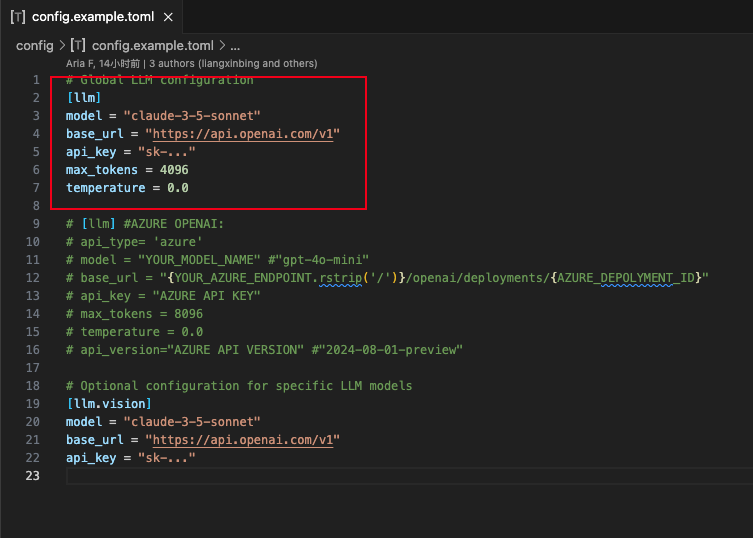 [T] config.example.toml ×
config > [T] config.example.toml > ...
Aria F, 14小时前 | 3 authors (liangxinbing and others)
1 # Global LLM configuration
2 [llm]
3 model = "claude-3-5-sonnet"
4 base_url = "https://api.openai.com/v1"
5 api_key = "sk-..."
6 max_tokens = 4096
7 temperature = 0.0
8
9 # [llm] #AZURE OPENAI:
10 # api_type= 'azure'
11 # model = "YOUR_MODEL_NAME" #"gpt-4o-mini"
12 # base_url = "{YOUR_AZURE_ENDPOINT.rstrip('/')}/openai/deployments/{AZURE_DEPOLYMENT_ID}"
13 # api_key = "AZURE API KEY"
14 # max_tokens = 8096
15 # temperature = 0.0
16 # api_version="AZURE API VERSION" #"2024-08-01-preview"
17
18 # Optional configuration for specific LLM models
19 [llm.vision]
20 model = "claude-3-5-sonnet"
21 base_url = "https://api.openai.com/v1"
22 api_key = "sk-..."
23